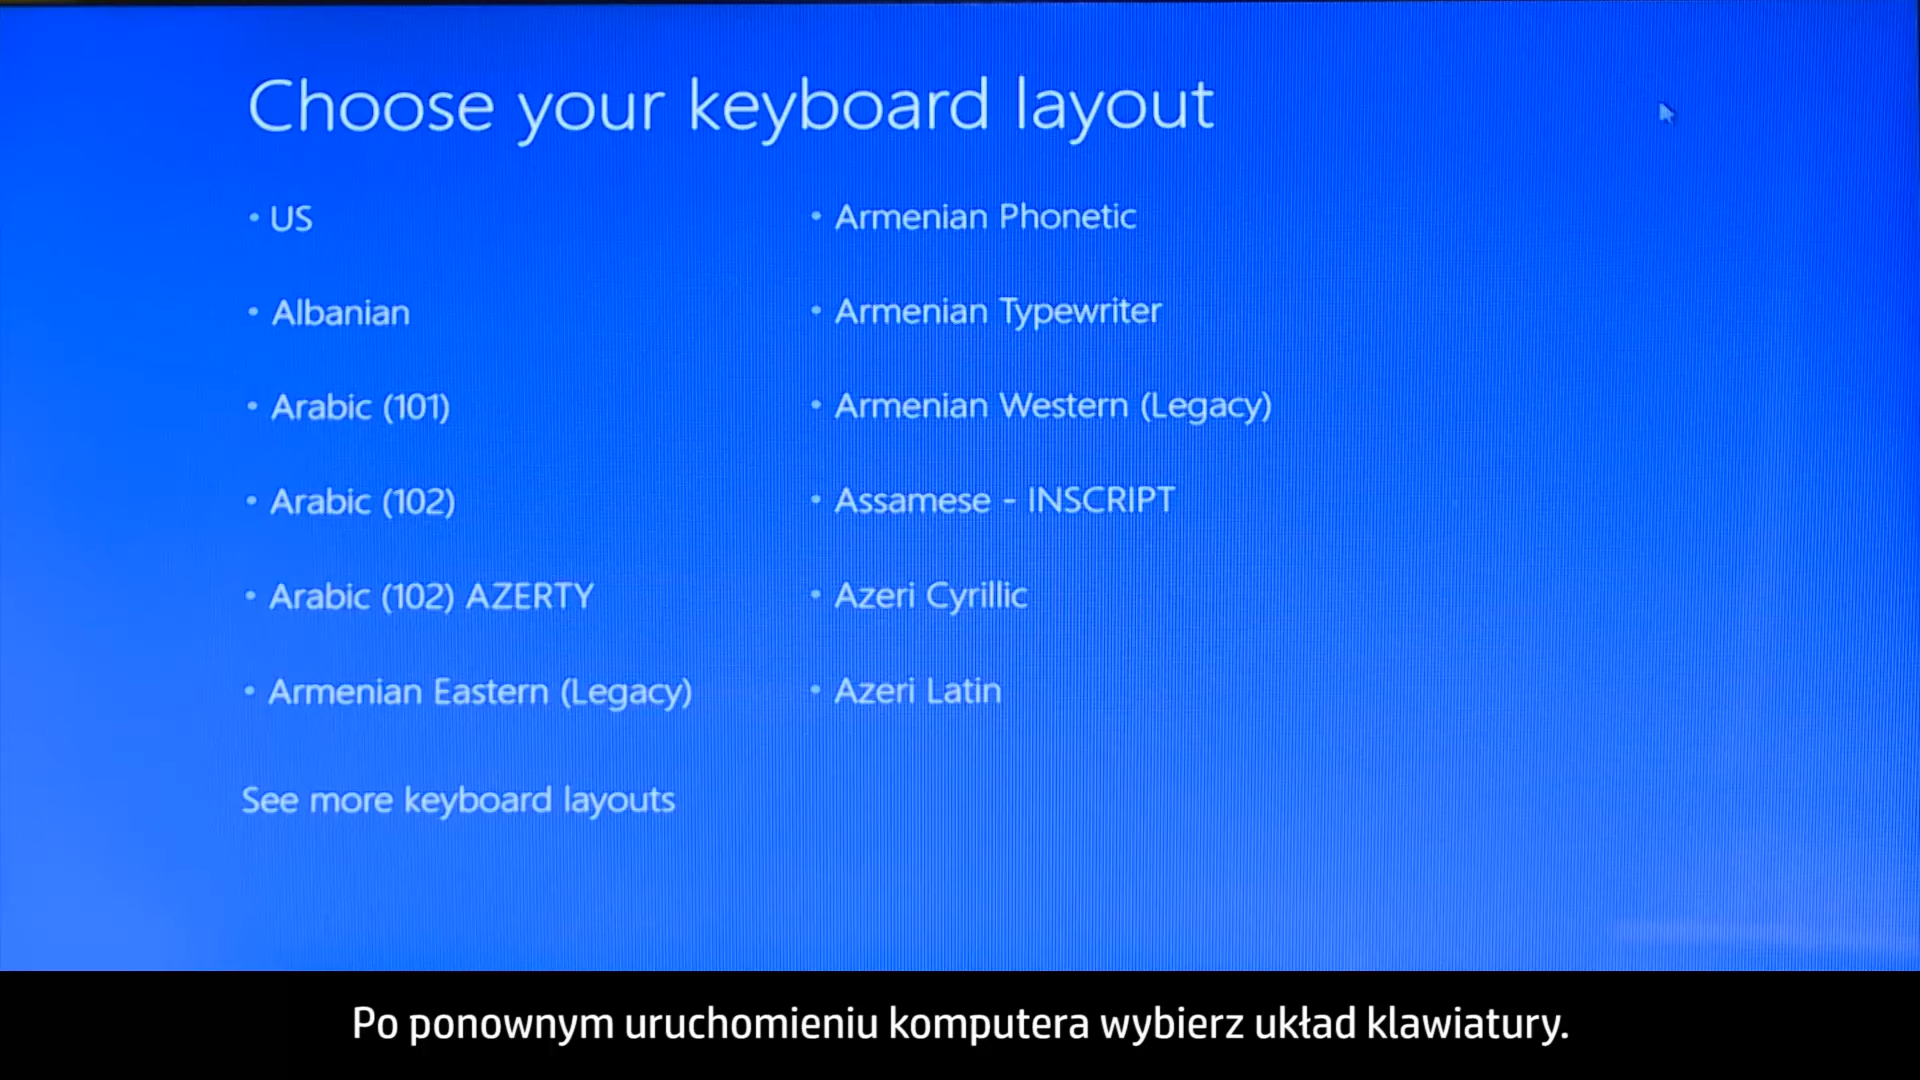 Choose your keyboard layout
• US
• Albanian
• Arabic (101)
• Arabic (102)
• Arabic (102) AZERTY
• Armenian Eastern (Legacy)
• Armenian Phonetic
• Armenian Typewriter
• Armenian Western (Legacy)
• Assamese - INSCRIPT
• Azeri Cyrillic
• Azeri Latin
See more keyboard layouts
Po ponownym uruchomieniu komputera wybierz układ klawiatury.